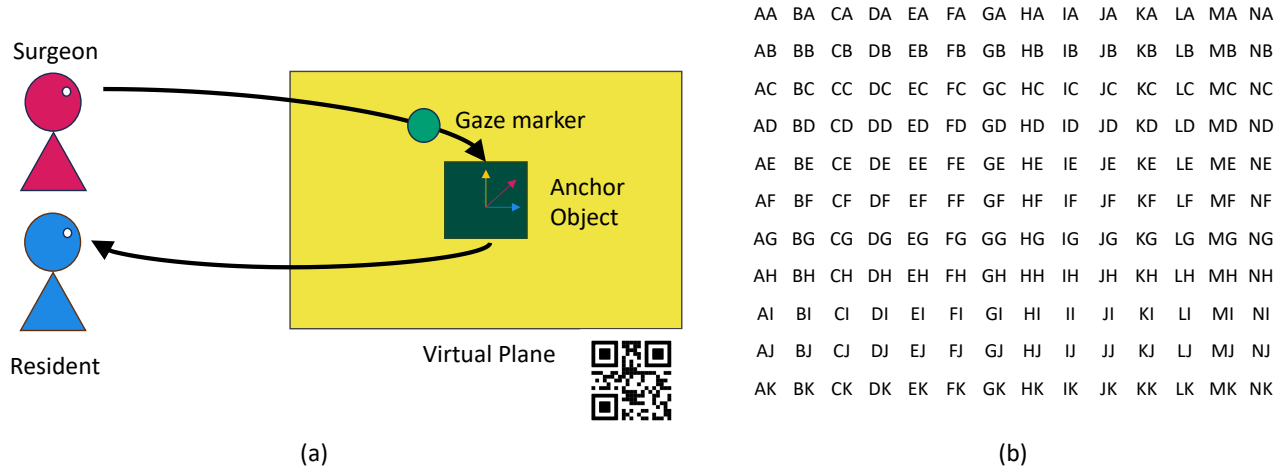 Surgeon
Gaze marker
Anchor
Object
Resident
Virtual Plane
(a)
AA BA CA DA EA FA GA HA IA JA KA LA MA NA
AB BB CB DB EB FB GB HB IB JB KB LB MB NB
AC BC CC DC EC FC GC HC IC JC KC LC MC NC
AD BD CD DD ED FD GD HD ID JD KD LD MD ND
AE BE CE DE EE FE GE HE IE JE KE LE ME NE
AF BF CF DF EF FF GF HF IF JF KF LF MF NF
AG BG CG DG EG FG GG HG IG JG KG LG MG NG
AH BH CH DH EH FH GH HH IH JH KH LH MH NH
AI BI CI DI EI FI GI HI II JI KI LI MI NI
AJ BJ CJ DJ EJ FJ GJ HJ IJ JJ KJ LJ MJ NJ
AK BK CK DK EK FK GK HK IK JK KK LK MK NK
(b)